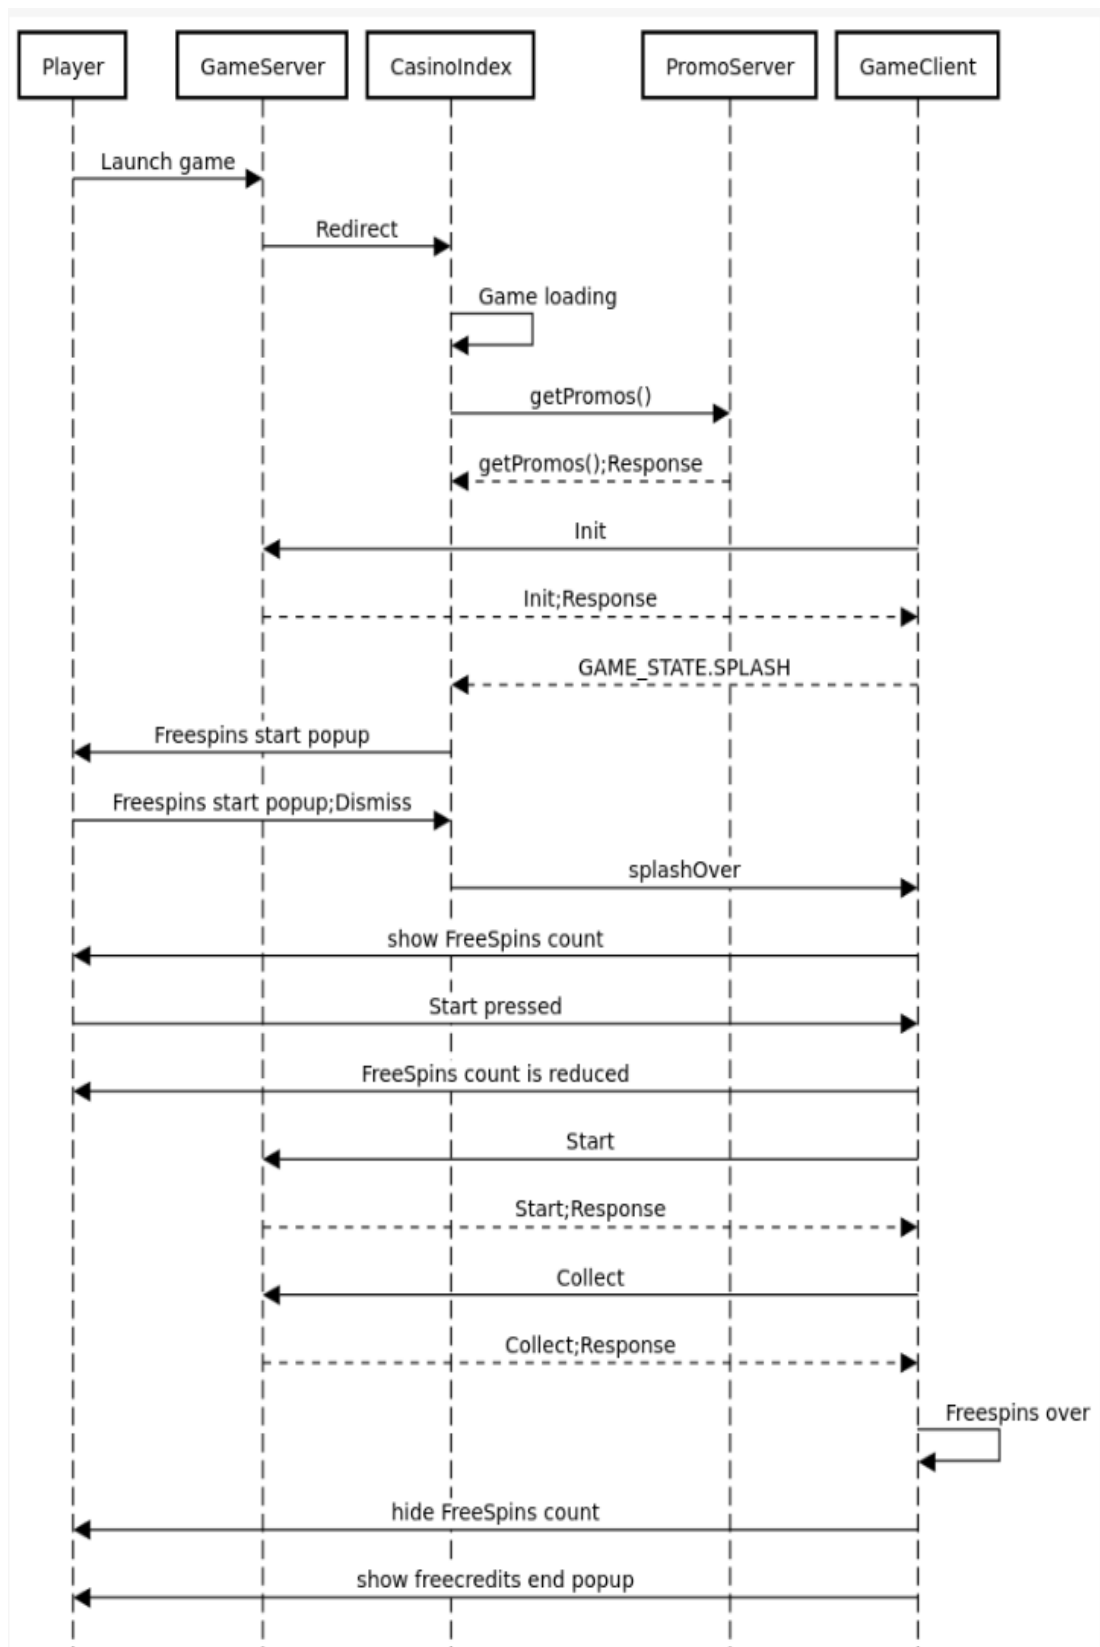 Player GameServer CasinoIndex PromoServer GameClient
Launch game
Redirect
Game loading
getPromos()
getPromos();Response
Init
Init;Response
GAME_STATE.SPLASH
Freespins start popup
Freespins start popup;Dismiss
splashOver
show FreeSpins count
Start pressed
FreeSpins count is reduced
Start
Start;Response
Collect
Collect;Response
Freespins over
hide FreeSpins count
show freecredits end popup